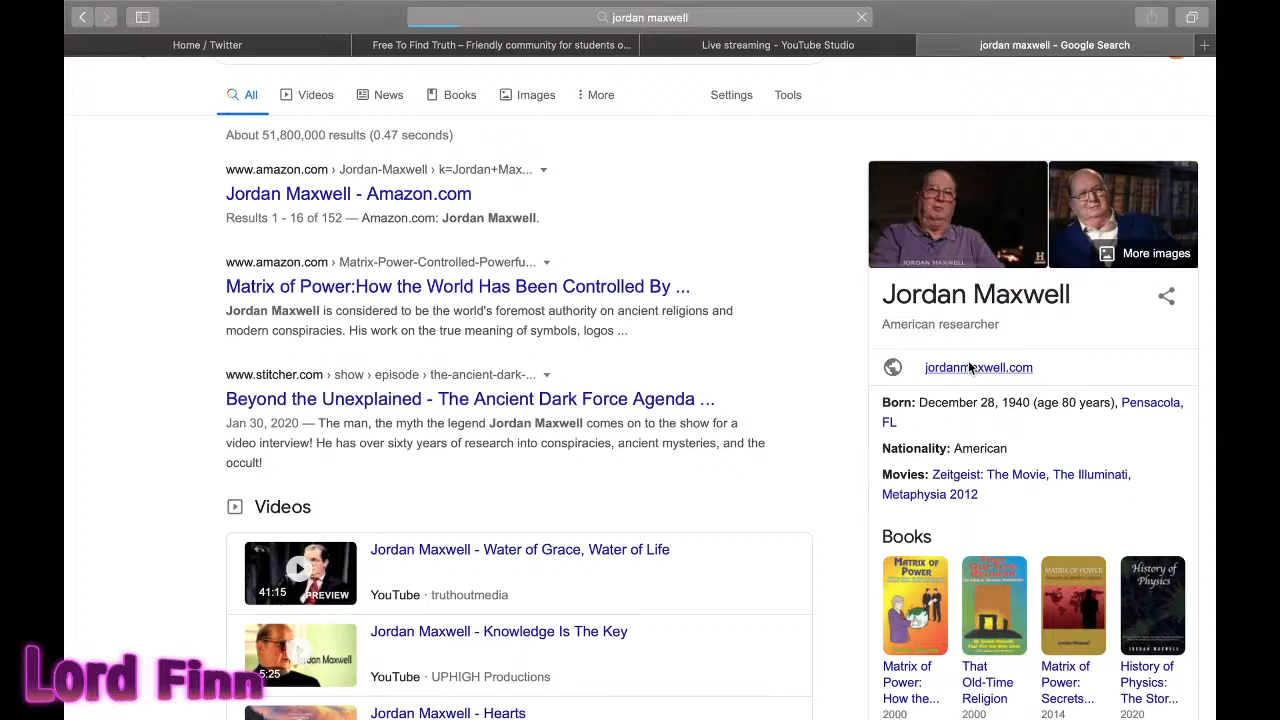 jordan maxwell
Home / Twitter
Free To Find Truth – Friendly community for students o...
Live streaming - YouTube Studio
jordan maxwell - Google Search
All
Videos
News
Books
Images
More
Settings
Tools
About 51,800,000 results (0.47 seconds)
www.amazon.com › Jordan-Maxwell › k=Jordan+Max...
Jordan Maxwell - Amazon.com
Results 1 - 16 of 152 — Amazon.com: Jordan Maxwell.
www.amazon.com › Matrix-Power-Controlled-Powerfu...
Matrix of Power:How the World Has Been Controlled By ...
Jordan Maxwell is considered to be the world's foremost authority on ancient religions and
modern conspiracies. His work on the true meaning of symbols, logos ...
www.stitcher.com › show › episode › the-ancient-dark-...
Beyond the Unexplained - The Ancient Dark Force Agenda ...
Jan 30, 2020 — The man, the myth the legend Jordan Maxwell comes on to the show for a
video interview! He has over sixty years of research into conspiracies, ancient mysteries, and the
occult!
Videos
Jordan Maxwell - Water of Grace, Water of Life
41:15
PREVIEW
YouTube · truthoutmedia
Jordan Maxwell - Knowledge Is The Key
5:25
YouTube · UPHIGH Productions
Jordan Maxwell - Hearts
Lord Finn
JORDAN MAXWELL
H
More images
Jordan Maxwell
American researcher
jordanmaxwell.com
Born: December 28, 1940 (age 80 years), Pensacola,
FL
Nationality: American
Movies: Zeitgeist: The Movie, The Illuminati,
Metaphysia 2012
Books
MATRIX OF POWER
History of Physics
Matrix of
Power:
How the...
2000
That
Old-Time
Religion
2000
Matrix of
Power:
Secrets...
2014
History of
Physics:
The Stor...
2020